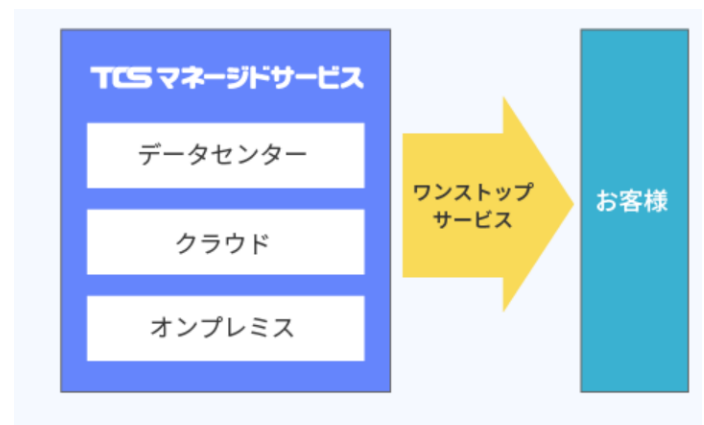 TCS マネージドサービス
データセンター
クラウド
オンプレミス
ワンストップ
サービス
お客様